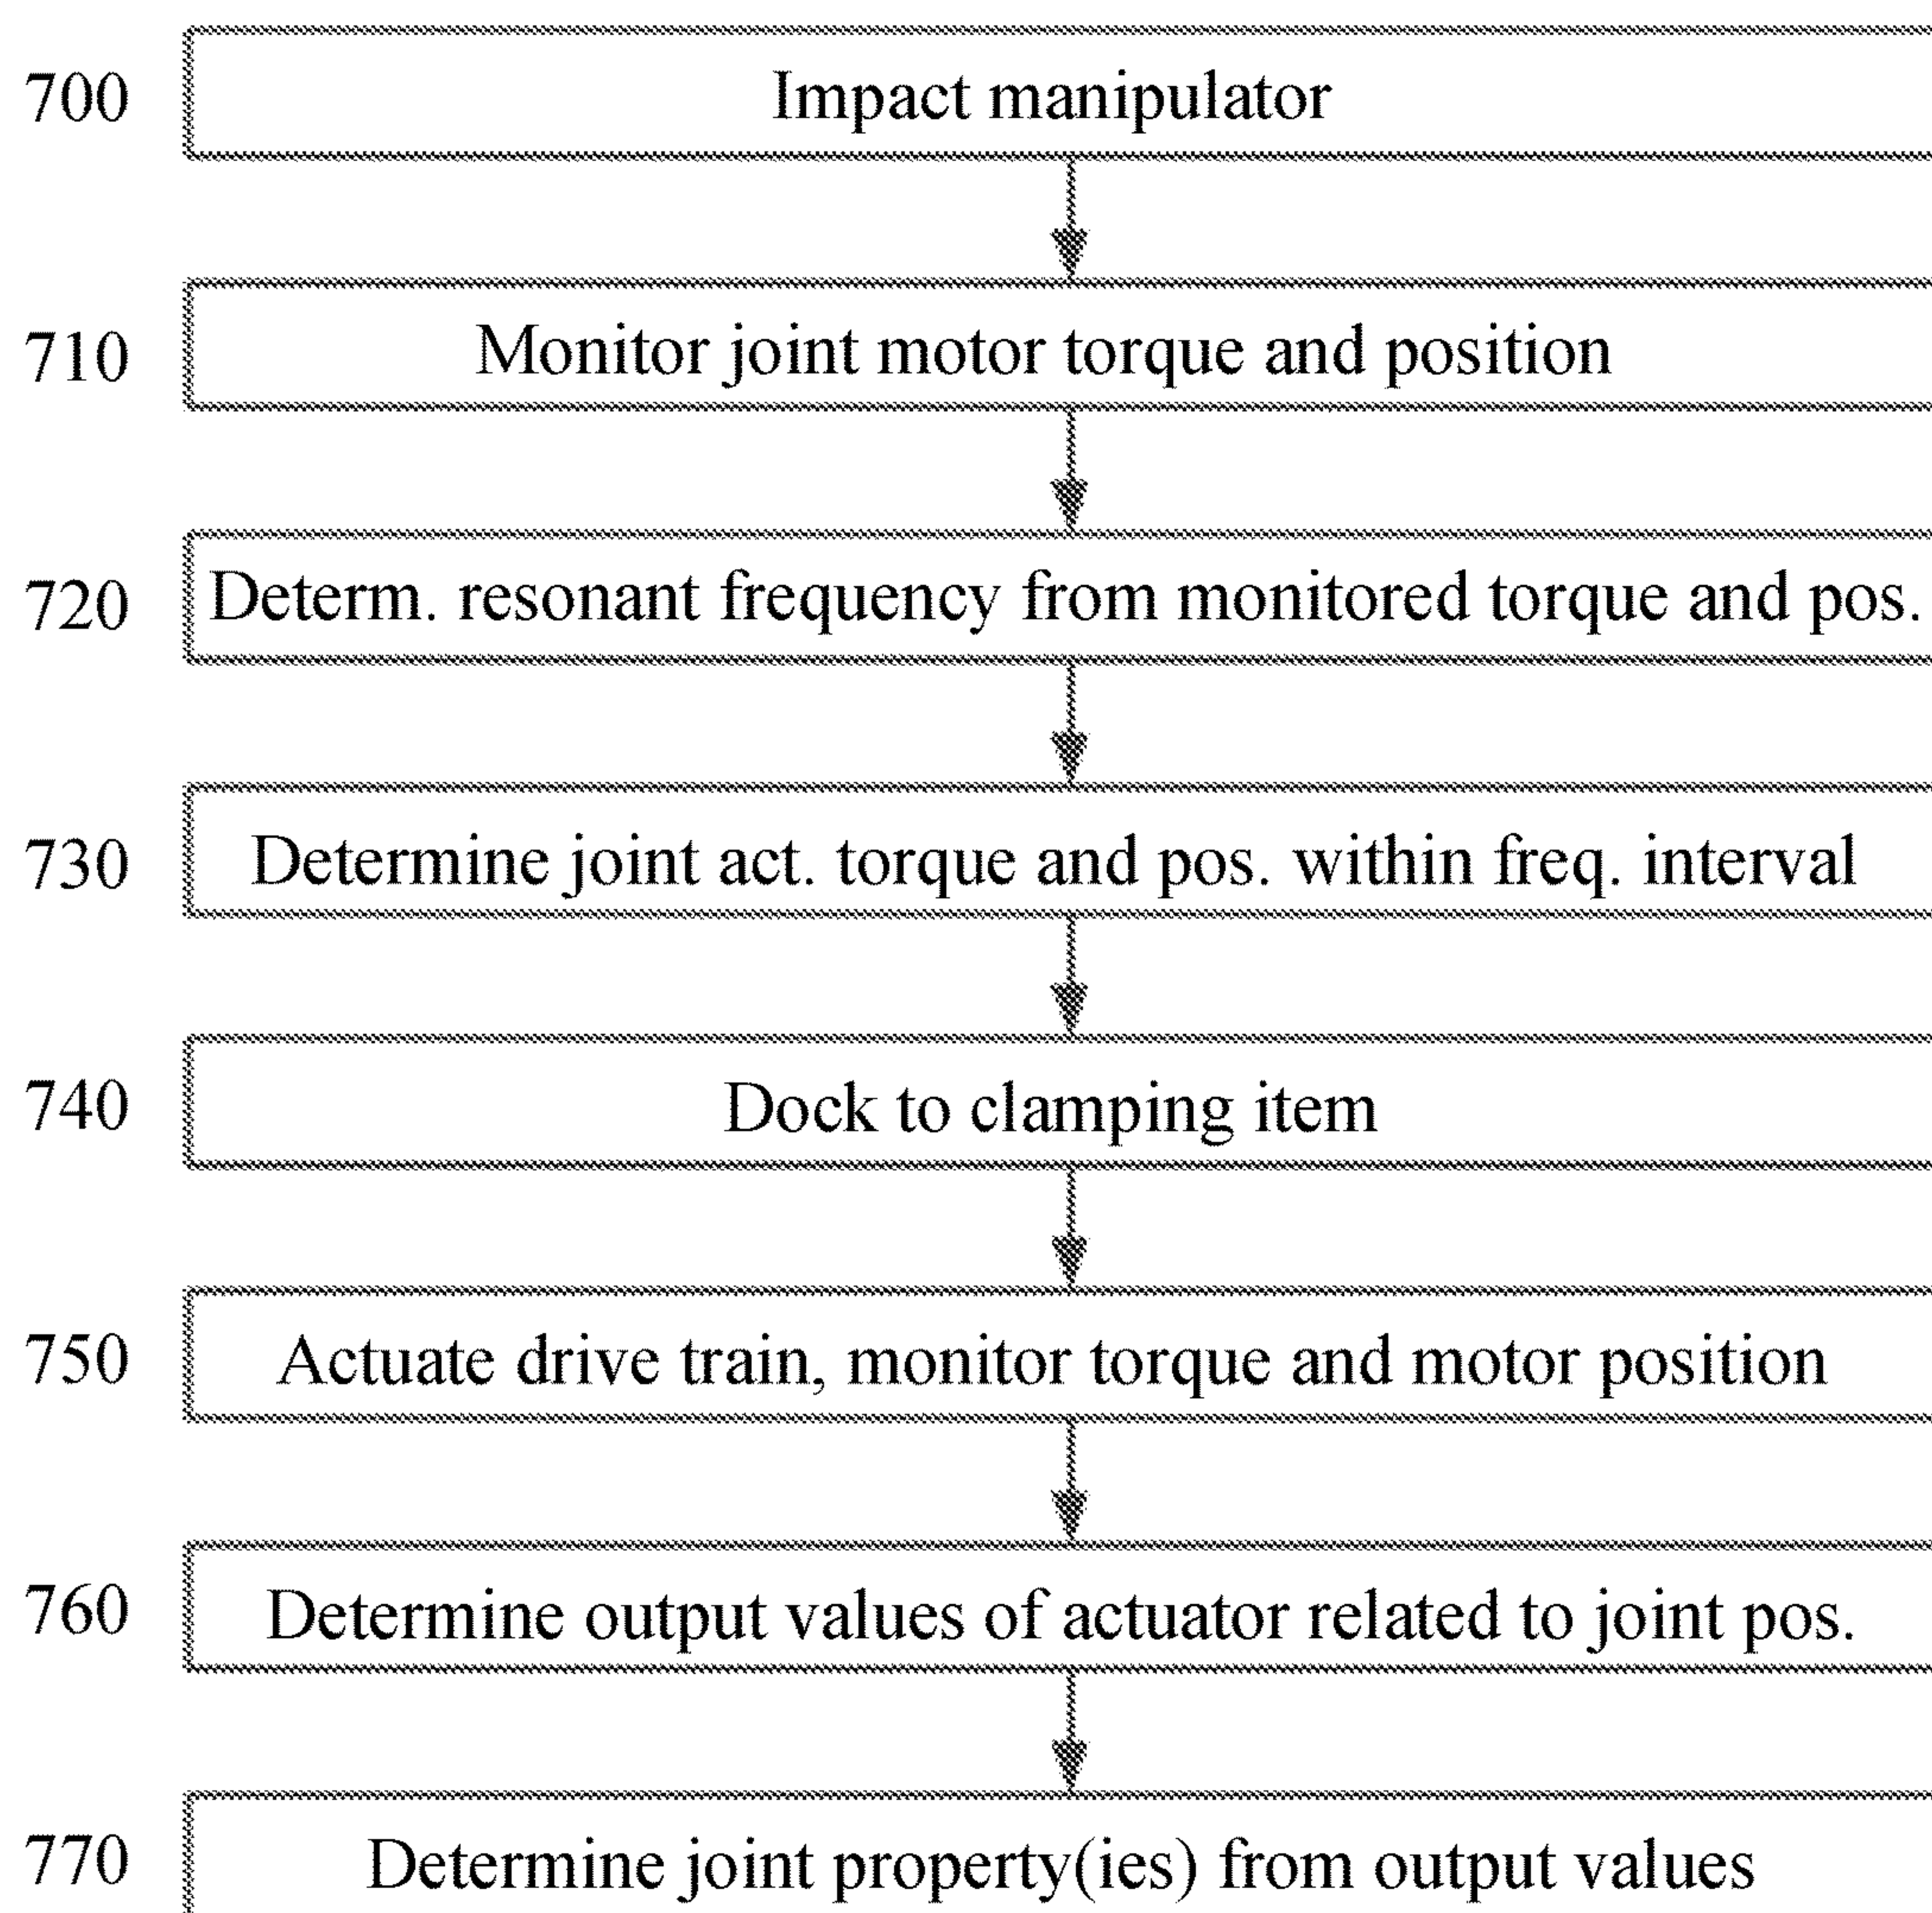 700 Impact manipulator
710 Monitor joint motor torque and position
720 Determ. resonant frequency from monitored torque and pos.
730 Determine joint act. torque and pos. within freq. interval
740 Dock to clamping item
750 Actuate drive train, monitor torque and motor position
760 Determine output values of actuator related to joint pos.
770 Determine joint property(ies) from output values